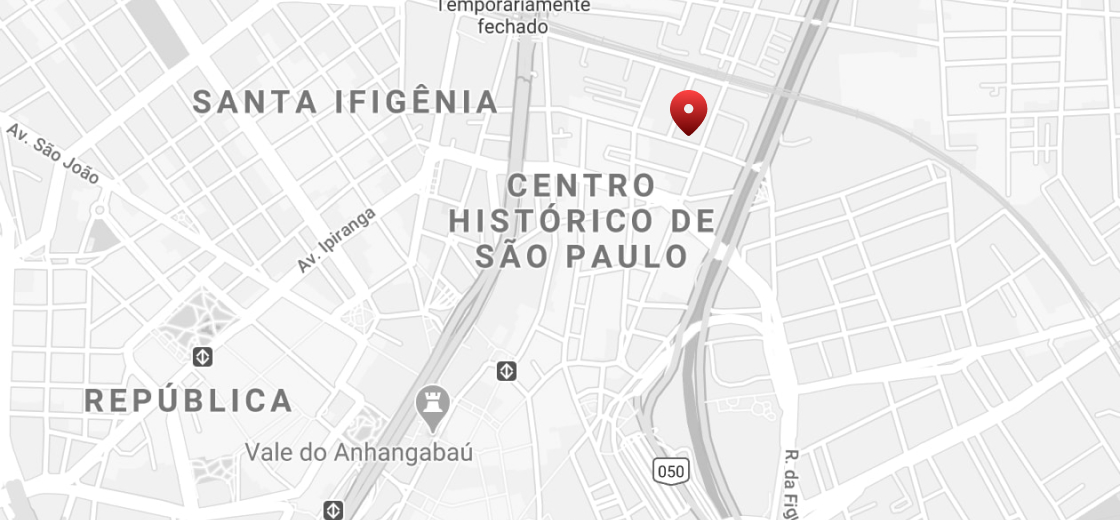 Temporariamente
fechado
SANTA IFIGÊNIA
Av. São João
CENTRO
HISTÓRICO DE
SÃO PAULO
Av. Ipiranga
REPÚBLICA
Vale do Anhangabaú
050
R. da Fig